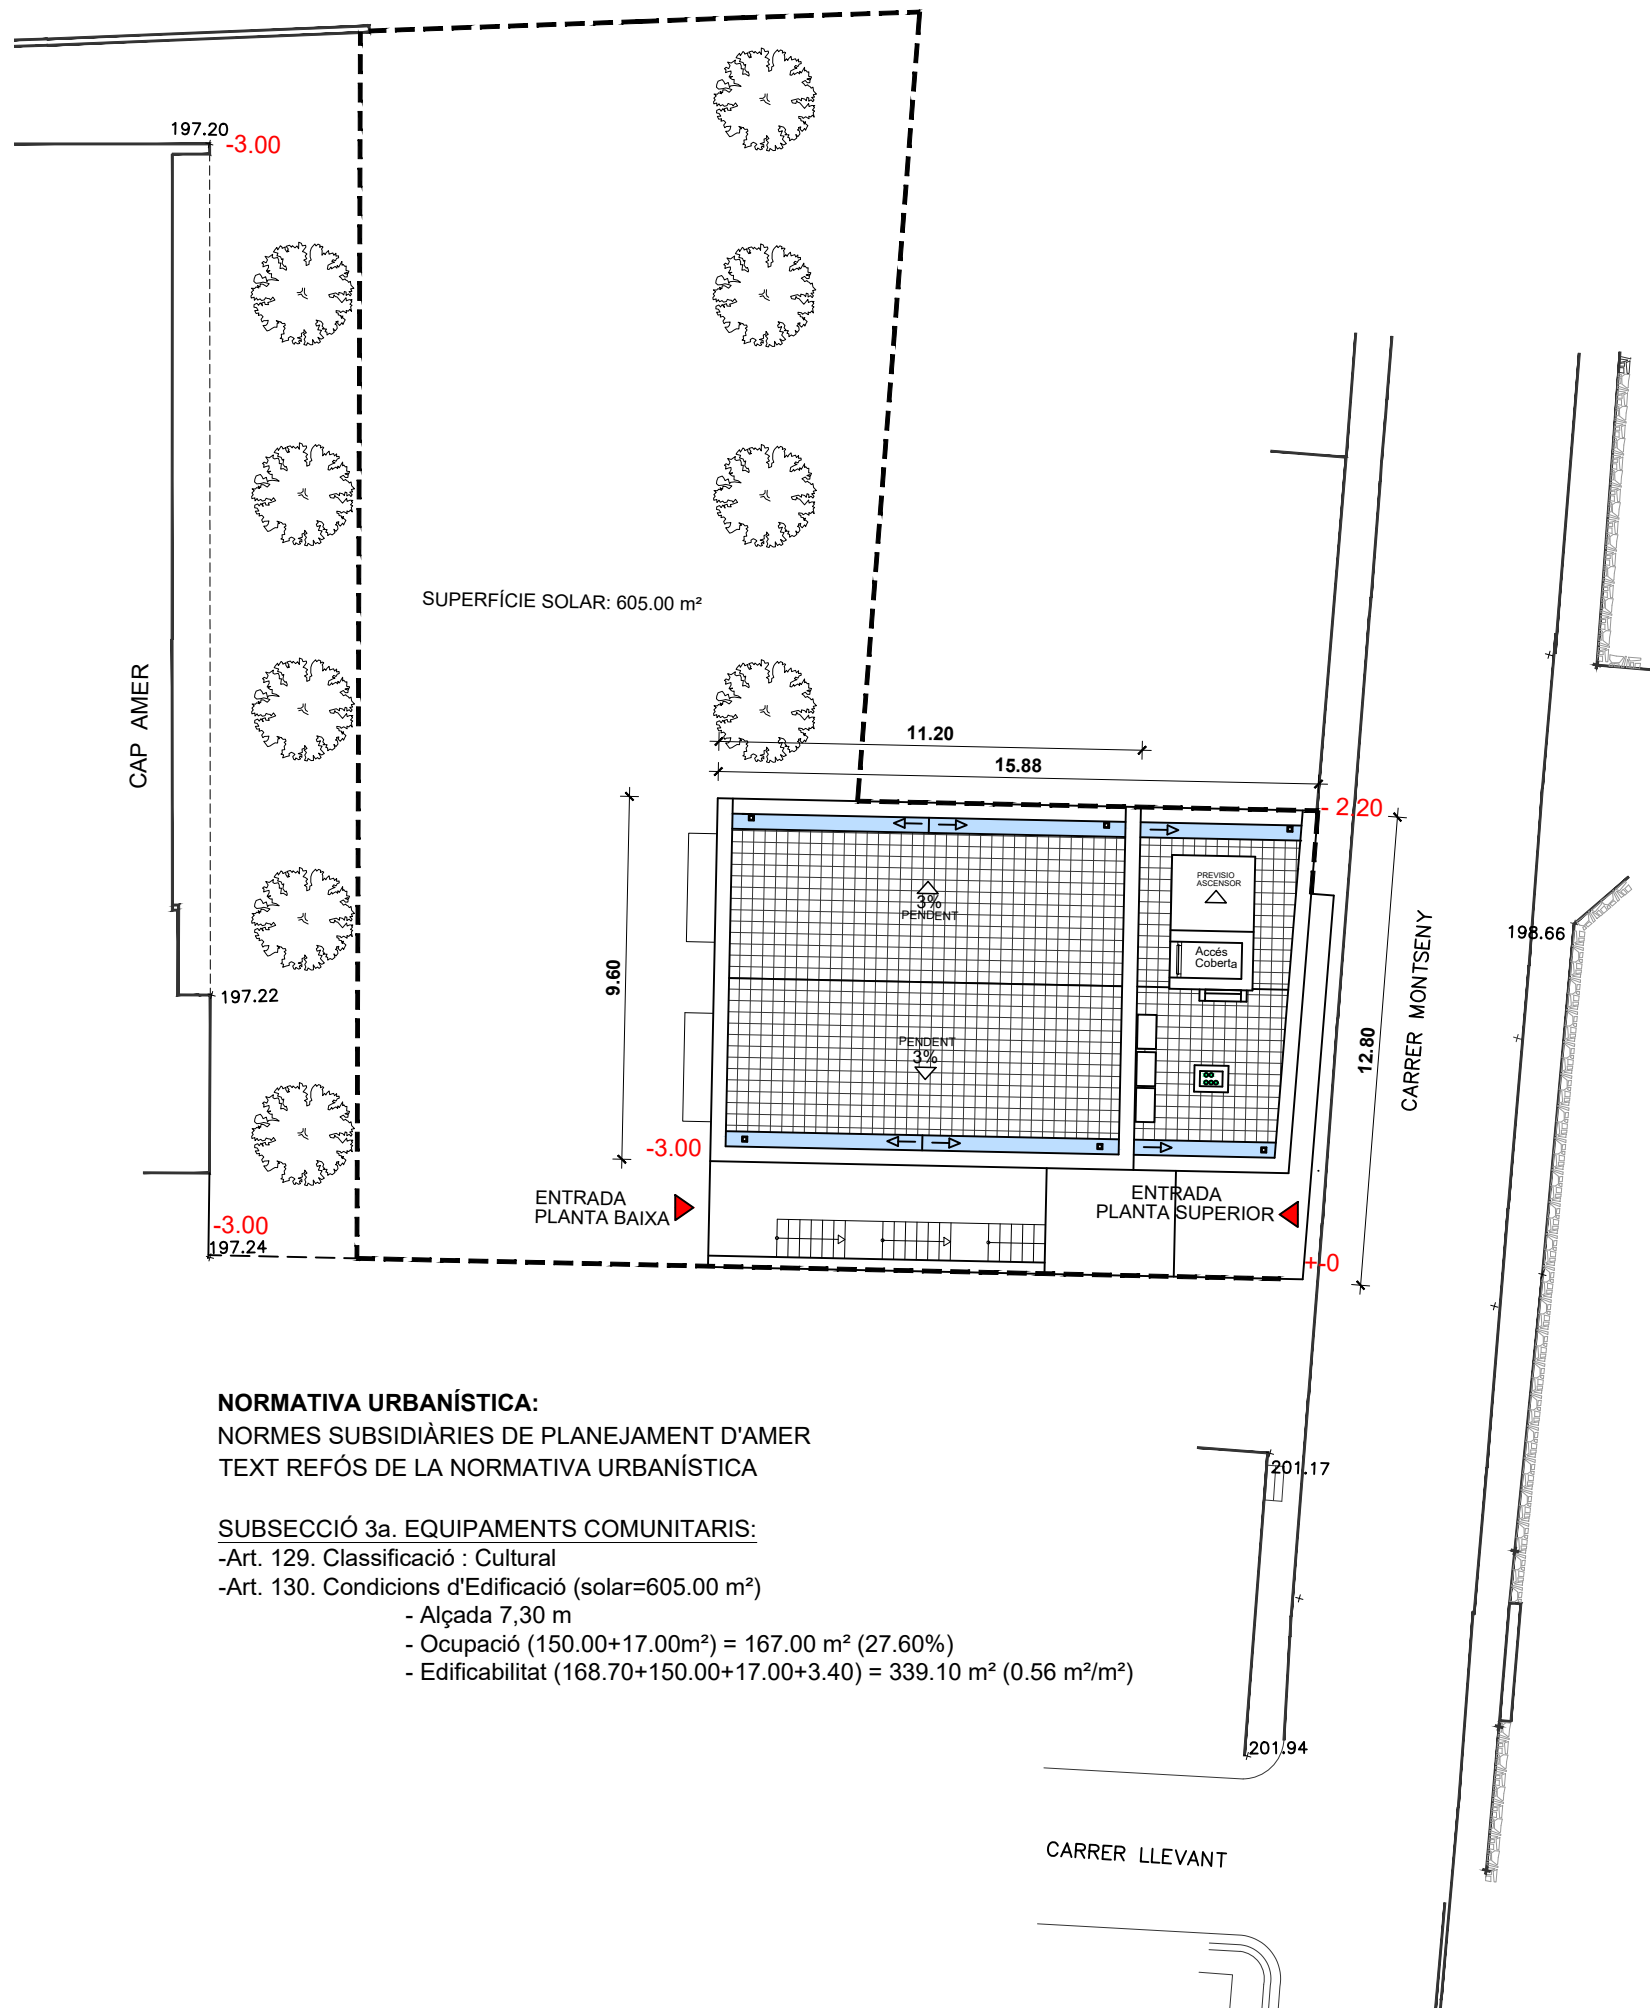 197.20
-3.00
SUPERFÍCIE SOLAR: 605.00 m²
CAP AMER
11.20
15.88
- 2.20
9.60
3%
PENDENT
PREVISIO
ASCENSOR
Accés
Coberta
CARRER MONTSENY
198.66
197.22
PENDENT
3%
12.80
-3.00
ENTRADA
PLANTA BAIXA
ENTRADA
PLANTA SUPERIOR
-3.00
197.24
+-0
NORMATIVA URBANÍSTICA:
NORMES SUBSIDIÀRIES DE PLANEJAMENT D'AMER
TEXT REFÓS DE LA NORMATIVA URBANÍSTICA
201.17
SUBSECCIÓ 3a. EQUIPAMENTS COMUNITARIS:
-Art. 129. Classificació : Cultural
-Art. 130. Condicions d'Edificació (solar=605.00 m²)
- Alçada 7,30 m
- Ocupació (150.00+17.00m²) = 167.00 m² (27.60%)
- Edificabilitat (168.70+150.00+17.00+3.40) = 339.10 m² (0.56 m²/m²)
201.94
CARRER LLEVANT